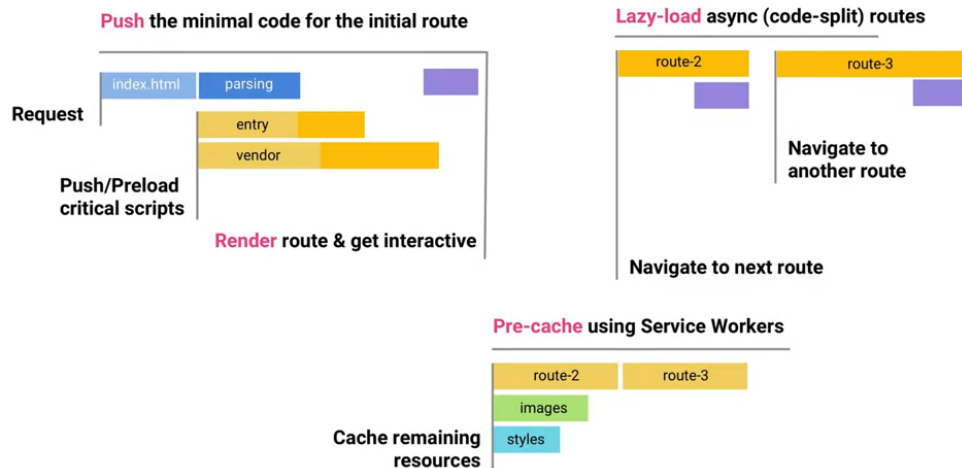 Push the minimal code for the initial route
index.html
parsing
Request
entry
vendor
Push/Preload
critical scripts
Render route & get interactive
Lazy-load async (code-split) routes
route-2
route-3
Navigate to
another route
Navigate to next route
Pre-cache using Service Workers
route-2
route-3
images
styles
Cache remaining
resources